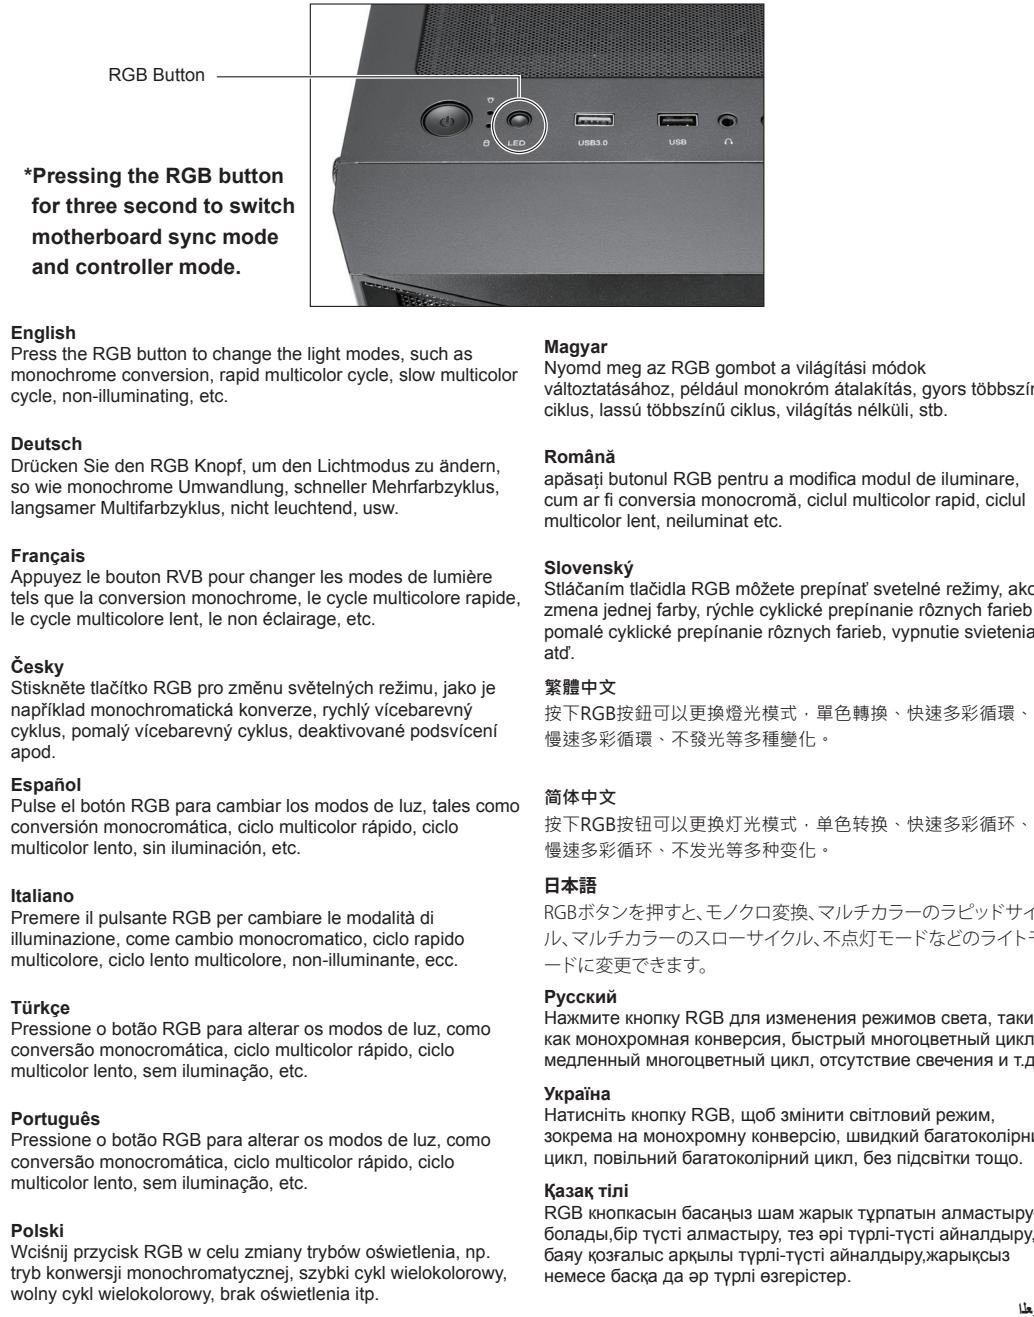 RGB Button
LED
USB3.0
USB
*Pressing the RGB button
for three second to switch
motherboard sync mode
and controller mode.
English
Press the RGB button to change the light modes, such as
monochrome conversion, rapid multicolor cycle, slow multicolor
cycle, non-illuminating, etc.
Deutsch
Drücken Sie den RGB Knopf, um den Lichtmodus zu ändern,
so wie monochrome Umwandlung, schneller Mehrfarbzyklus,
langsamer Multifarbzyklus, nicht leuchtend, usw.
Français
Appuyez le bouton RVB pour changer les modes de lumière
tels que la conversion monochrome, le cycle multicolore rapide,
le cycle multicolore lent, le non éclairage, etc.
Česky
Stiskněte tlačítko RGB pro změnu světelných režimu, jako je
například monochromatická konverze, rychlý vícebarevný
cyklus, pomalý vícebarevný cyklus, deaktivované podsvícení
apod.
Español
Pulse el botón RGB para cambiar los modos de luz, tales como
conversión monocromática, ciclo multicolor rápido, ciclo
multicolor lento, sin iluminación, etc.
Italiano
Premere il pulsante RGB per cambiare le modalità di
illuminazione, come cambio monocromatico, ciclo rapido
multicolore, ciclo lento multicolore, non-illuminante, ecc.
Türkçe
Pressione o botão RGB para alterar os modos de luz, como
conversão monocromática, ciclo multicolor rápido, ciclo
multicolor lento, sem iluminação, etc.
Português
Pressione o botão RGB para alterar os modos de luz, como
conversão monocromática, ciclo multicolor rápido, ciclo
multicolor lento, sem iluminação, etc.
Polski
Wciśnij przycisk RGB w celu zmiany trybów oświetlenia, np.
tryb konwersji monochromatycznej, szybki cykl wielokolorowy,
wolny cykl wielokolorowy, brak oświetlenia itp.
Magyar
Nyomd meg az RGB gombot a világítási módok
változtatásához, például monokróm átalakítás, gyors többszín
ciklus, lassú többszínű ciklus, világítás nélküli, stb.
Română
apăsați butonul RGB pentru a modifica modul de iluminare,
cum ar fi conversia monocromă, ciclul multicolor rapid, ciclul
multicolor lent, neiluminat etc.
Slovenský
Stláčaním tlačidla RGB môžete prepínať svetelné režimy, ako
zmena jednej farby, rýchle cyklické prepínanie rôznych farieb
pomalé cyklické prepínanie rôznych farieb, vypnutie svietenia
atď.
繁體中文
按下RGB按鈕可以更換燈光模式，單色轉換、快速多彩循環、
慢速多彩循環、不發光等多種變化。
简体中文
按下RGB按钮可以更换灯光模式，单色转换、快速多彩循环、
慢速多彩循环、不发光等多种变化。
日本語
RGBボタンを押すと、モノクロ変換、マルチカラーのラピッドサイ
ル、マルチカラーのスローサイクル、不点灯モードなどのライトモ
ードに変更できます。
Русский
Нажмите кнопку RGB для изменения режимов света, таки
как монохромная конверсия, быстрый многоцветный цикл
медленный многоцветный цикл, отсутствие свечения и т.д
Україна
Натисніть кнопку RGB, щоб змінити світловий режим,
зокрема на монохромну конверсію, швидкий багатоколірни
цикл, повільний багатоколірний цикл, без підсвітки тощо.
Қазақ тілі
RGB кнопкасын басаңыз шам жарык тұрпатын алмастыру
болады,бір түсті алмастыру, тез әрі түрлі-түсті айналдыру,
баяу қозғалыс арқылы түрлі-түсті айналдыру,жарықсыз
немесе басқа да әр түрлі өзгерістер.